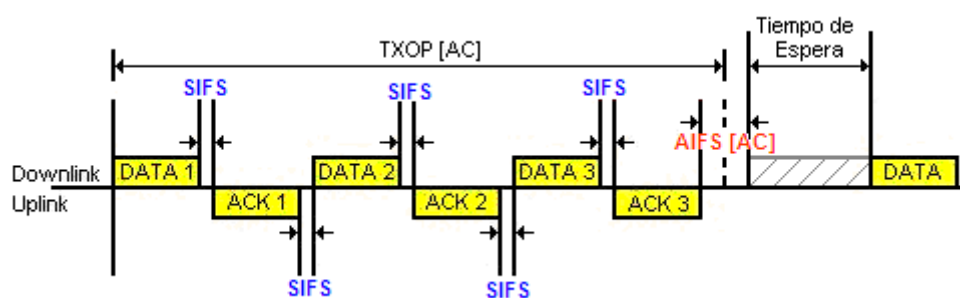 Tiempo de
Espera
TXOP [AC]
SIFS SIFS SIFS
AIFS [AC]
Downlink DATA 1 DATA 2 DATA 3 DATA
Uplink ACK 1 ACK 2 ACK 3
SIFS SIFS